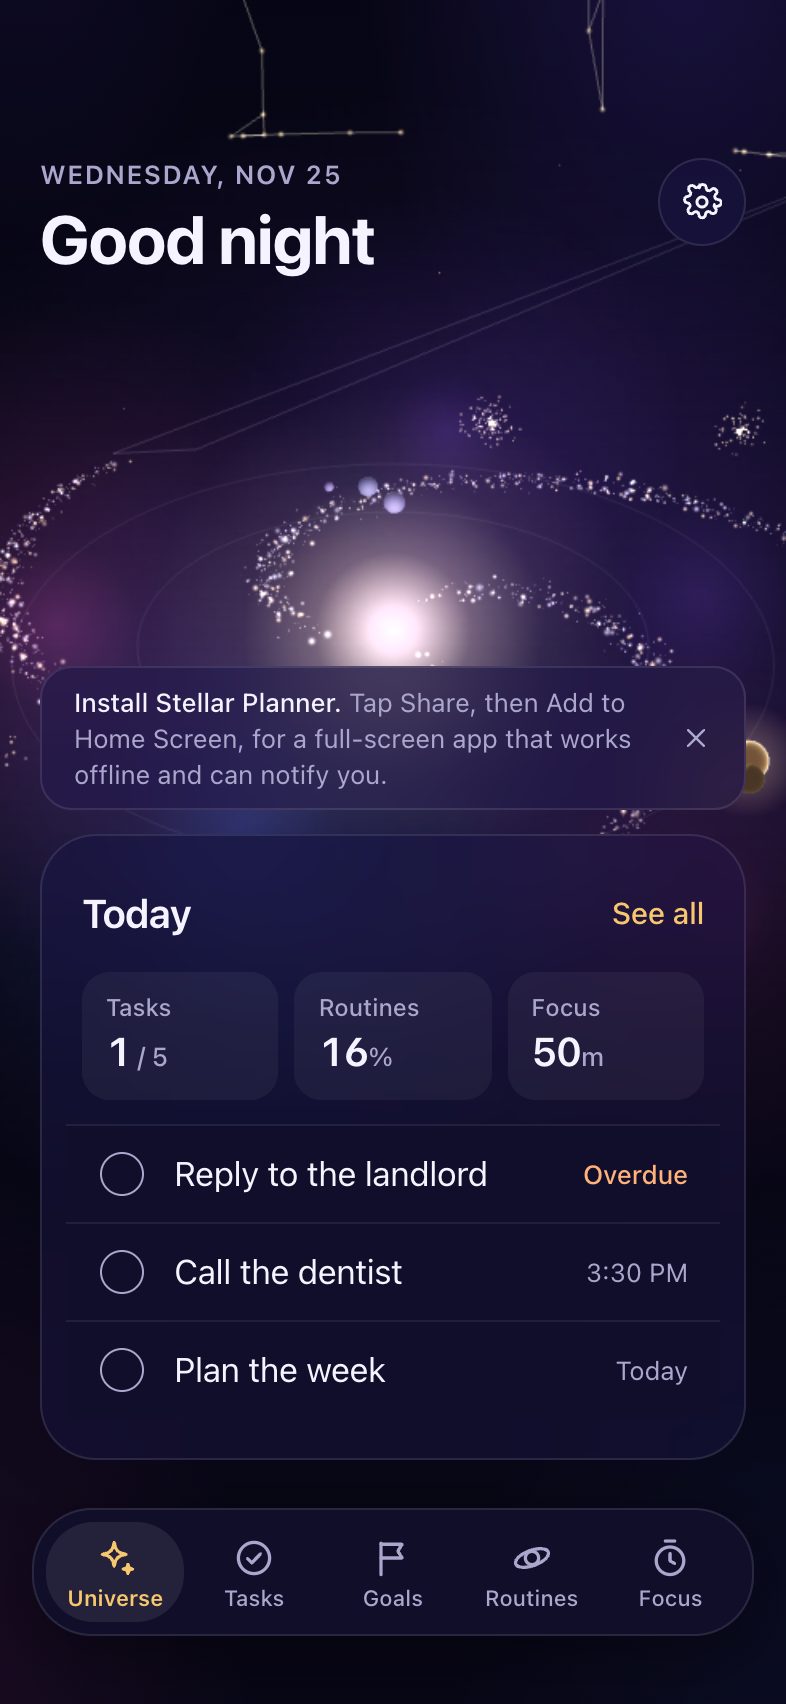 WEDNESDAY, NOV 25
Good night
Install Stellar Planner. Tap Share, then Add to
Home Screen, for a full-screen app that works
offline and can notify you.
Today
See all
Tasks
1 / 5
Routines
16%
Focus
50m
Reply to the landlord
Overdue
Call the dentist
3:30 PM
Plan the week
Today
Universe
Tasks
Goals
Routines
Focus